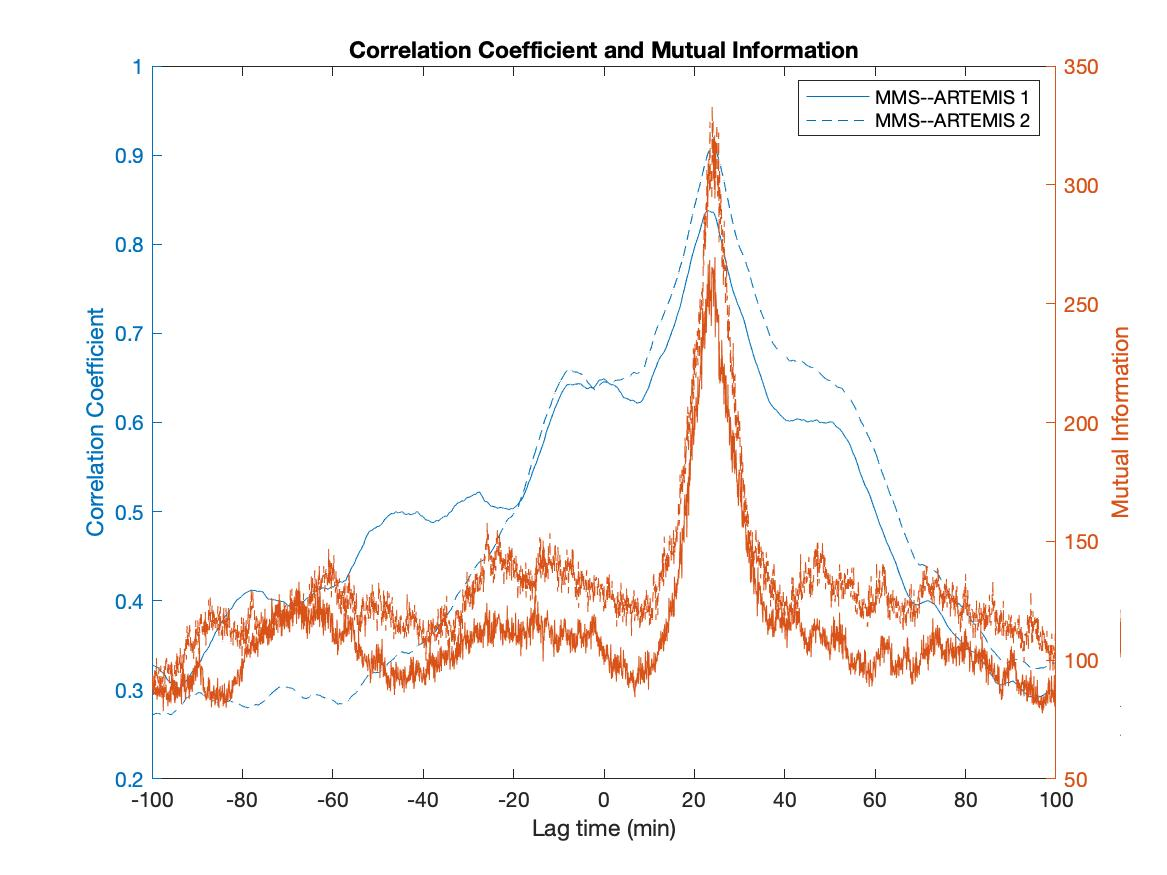 Correlation Coefficient and Mutual Information
MMS--ARTEMIS 1
MMS--ARTEMIS 2
Correlation Coefficient
1
0.9
0.8
0.7
0.6
0.5
0.4
0.3
0.2
350
300
250
200
150
100
50
Mutual Information
-100 -80 -60 -40 -20 0 20 40 60 80 100
Lag time (min)